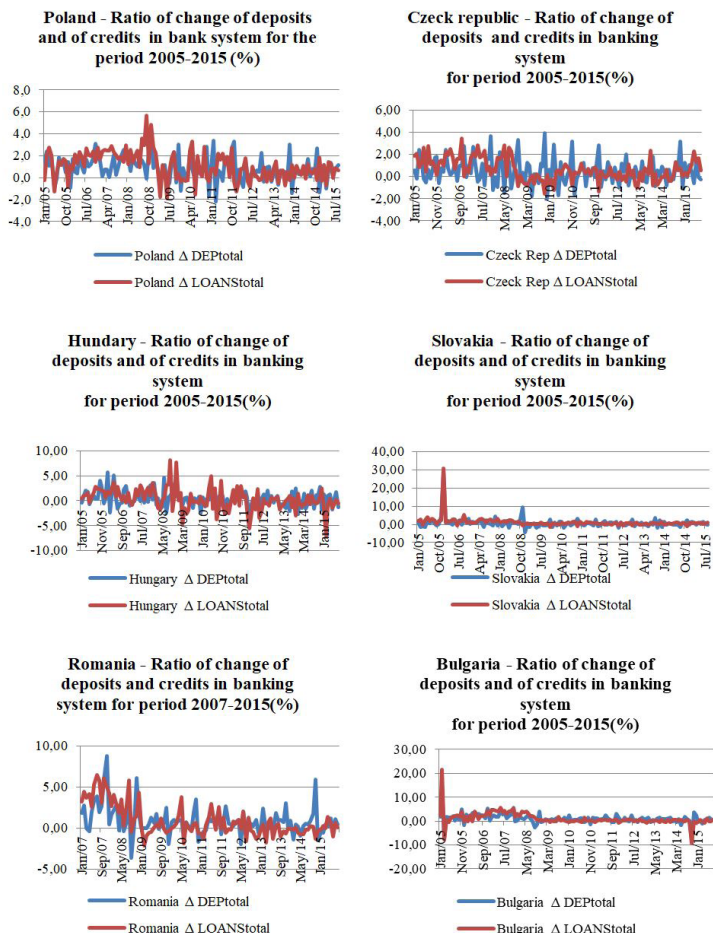 Poland - Ratio of change of deposits
and of credits in bank system for the
period 2005-2015 (%)
8,0
6,0
4,0
2,0
0,0
-2,0
-4,0
Jan/05
Oct/05
Jul/06
Apr/07
Jan/08
Oct/08
Jul/09
Apr/10
Jan/11
Oct/11
Jul/12
Apr/13
Jan/14
Oct/14
Jul/15
Poland Δ DEPtotal
Poland Δ LOANStotal
Czeck republic - Ratio of change of
deposits and credits in banking
system
for period 2005-2015(%)
6,00
4,00
2,00
0,00
-2,00
-4,00
Jan/05
Nov/05
Sep/06
Jul/07
May/08
Mar/09
Jan/10
Nov/10
Sep/11
Jul/12
May/13
Mar/14
Jan/15
Czeck Rep Δ DEPtotal
Czeck Rep Δ LOANStotal
Hundary - Ratio of change of
deposits and of credits in banking
system
for period 2005-2015(%)
10,00
5,00
0,00
-5,00
-10,00
Jan/05
Nov/05
Sep/06
Jul/07
May/08
Mar/09
Jan/10
Nov/10
Sep/11
Jul/12
May/13
Mar/14
Jan/15
Hungary Δ DEPtotal
Hungary Δ LOANStotal
Slovakia - Ratio of change of
deposits and of credits in banking
system
for period 2005-2015(%)
40,00
30,00
20,00
10,00
0,00
-10,00
Jan/05
Oct/05
Jul/06
Apr/07
Jan/08
Oct/08
Jul/09
Apr/10
Jan/11
Oct/11
Jul/12
Apr/13
Jan/14
Oct/14
Jul/15
Slovakia Δ DEPtotal
Slovakia Δ LOANStotal
Romania - Ratio of change of
deposits and credits in banking
system for period 2007-2015(%)
10,00
5,00
0,00
-5,00
Jan/07
Sep/07
May/08
Jan/09
Sep/09
May/10
Jan/11
Sep/11
May/12
Jan/13
Sep/13
May/14
Jan/15
Romania Δ DEPtotal
Romania Δ LOANStotal
Bulgaria - Ratio of change of
deposits and of credits in banking
system
for period 2005-2015(%)
30,00
20,00
10,00
0,00
-10,00
-20,00
Jan/05
Nov/05
Sep/06
Jul/07
May/08
Mar/09
Jan/10
Nov/10
Sep/11
Jul/12
May/13
Mar/14
Jan/15
Bulgaria Δ DEPtotal
Bulgaria Δ LOANStotal